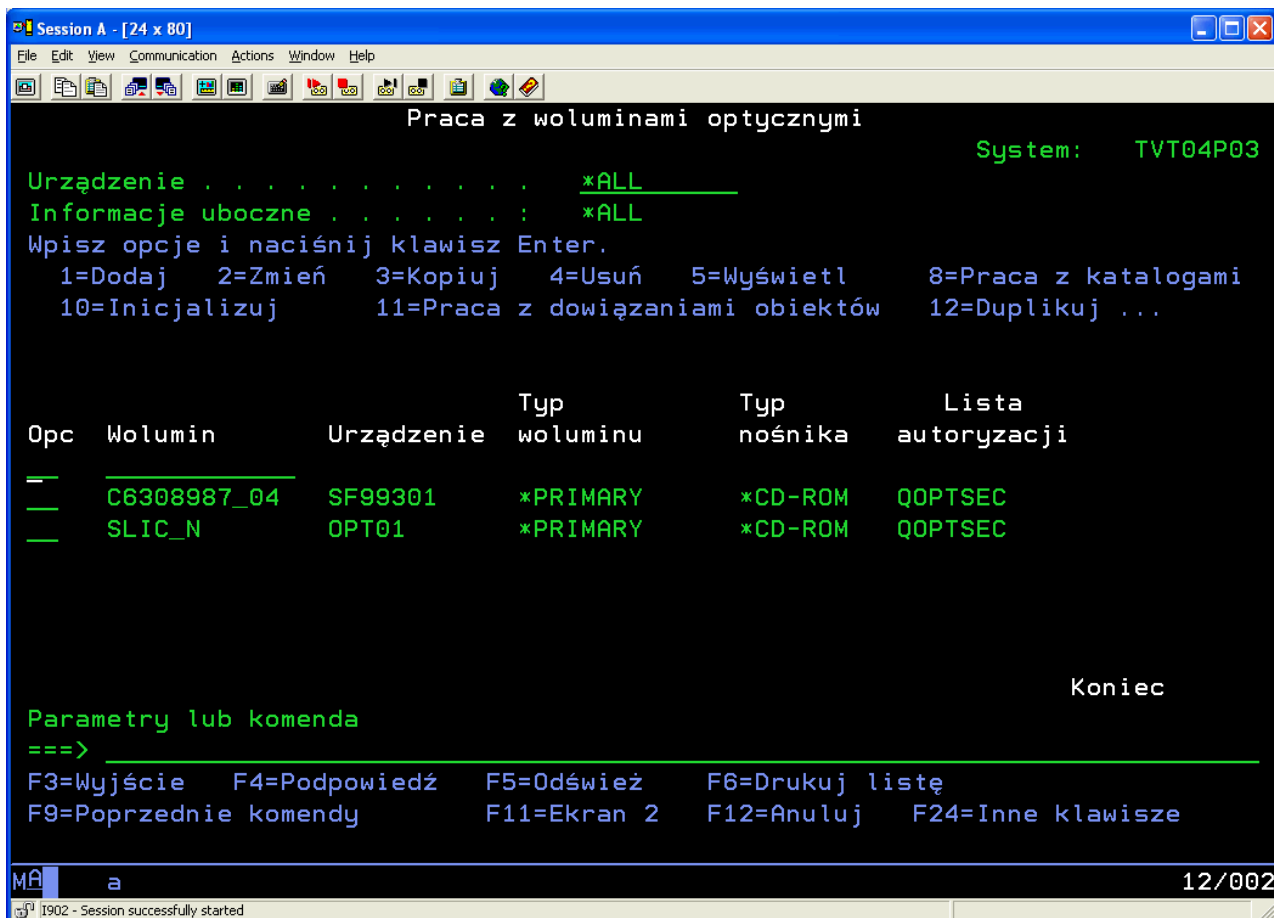 Session A - [24 x 80]
File Edit View Communication Actions Window Help
Praca z woluminami optycznymi
System: TVT04P03
Urządzenie . . . . . . . . . . . *ALL
Informacje uboczne . . . . . . : *ALL
Wpisz opcje i naciśnij klawisz Enter.
1=Dodaj 2=Zmień 3=Kopiuj 4=Usuń 5=Wyświetl 8=Praca z katalogami
10=Inicjalizuj 11=Praca z dowiązaniami obiektów 12=Duplikuj ...
Typ Typ Lista
Opc Wolumin Urządzenie woluminu nośnika autoryzacji
C6308987_04 SF99301 *PRIMARY *CD-ROM QOPTSEC
SLIC_N OPT01 *PRIMARY *CD-ROM QOPTSEC
Koniec
Parametry lub komenda
===>
F3=Wyjście F4=Podpowiedź F5=Odśwież F6=Drukuj listę
F9=Poprzednie komendy F11=Ekran 2 F12=Anuluj F24=Inne klawisze
MA a 12/002
I902 - Session successfully started